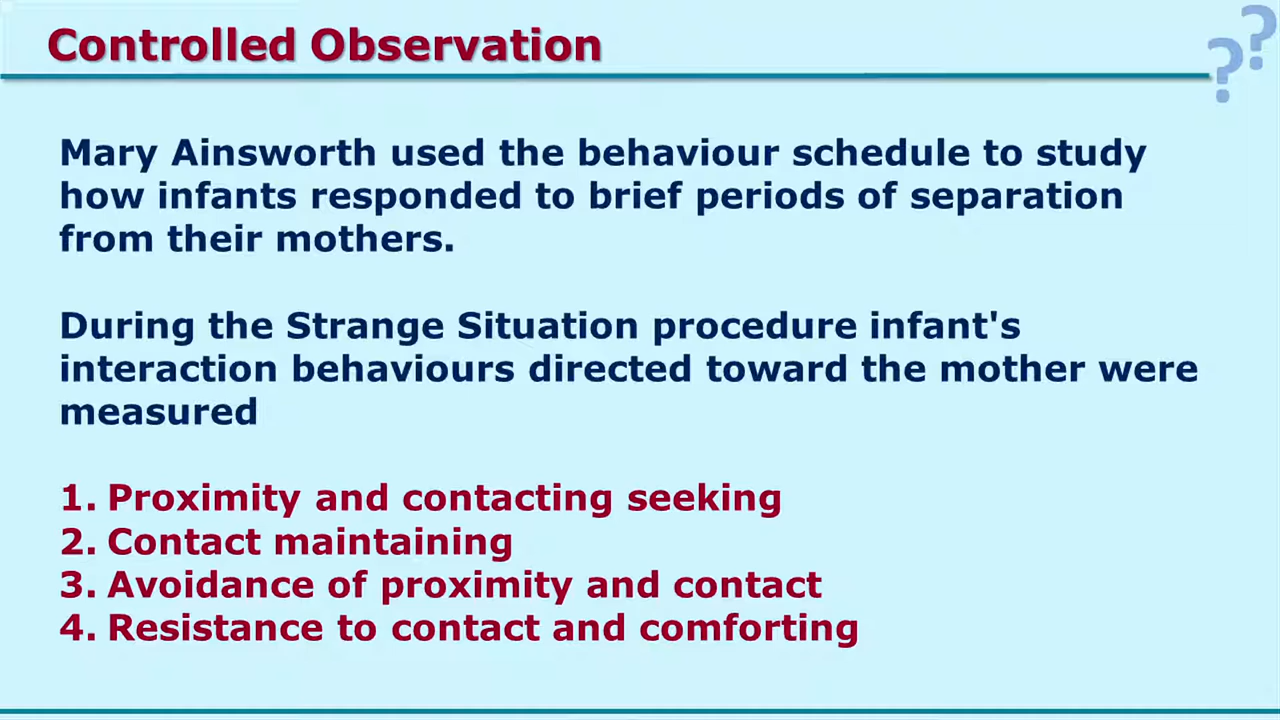 Controlled Observation
??
Mary Ainsworth used the behaviour schedule to study
how infants responded to brief periods of separation
from their mothers.
During the Strange Situation procedure infant's
interaction behaviours directed toward the mother were
measured
1. Proximity and contacting seeking
2. Contact maintaining
3. Avoidance of proximity and contact
4. Resistance to contact and comforting